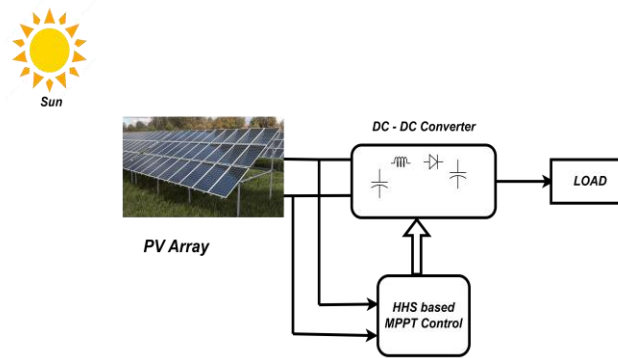 Sun
DC - DC Converter
LOAD
PV Array
HHS based
MPPT Control